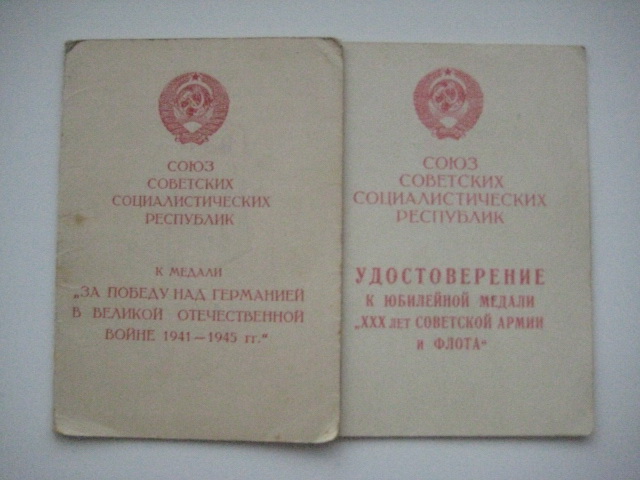 СОЮЗ
СОВЕТСКИХ
СОЦИАЛИСТИЧЕСКИХ
РЕСПУБЛИК
К МЕДАЛИ
„ЗА ПОБЕДУ НАД ГЕРМАНИЕЙ
В ВЕЛИКОЙ ОТЕЧЕСТВЕННОЙ
ВОЙНЕ 1941—1945 гг."
СОЮЗ
СОВЕТСКИХ
СОЦИАЛИСТИЧЕСКИХ
РЕСПУБЛИК
УДОСТОВЕРЕНИЕ
К ЮБИЛЕЙНОЙ МЕДАЛИ
„XXX ЛЕТ СОВЕТСКОЙ АРМИИ
И ФЛОТА"